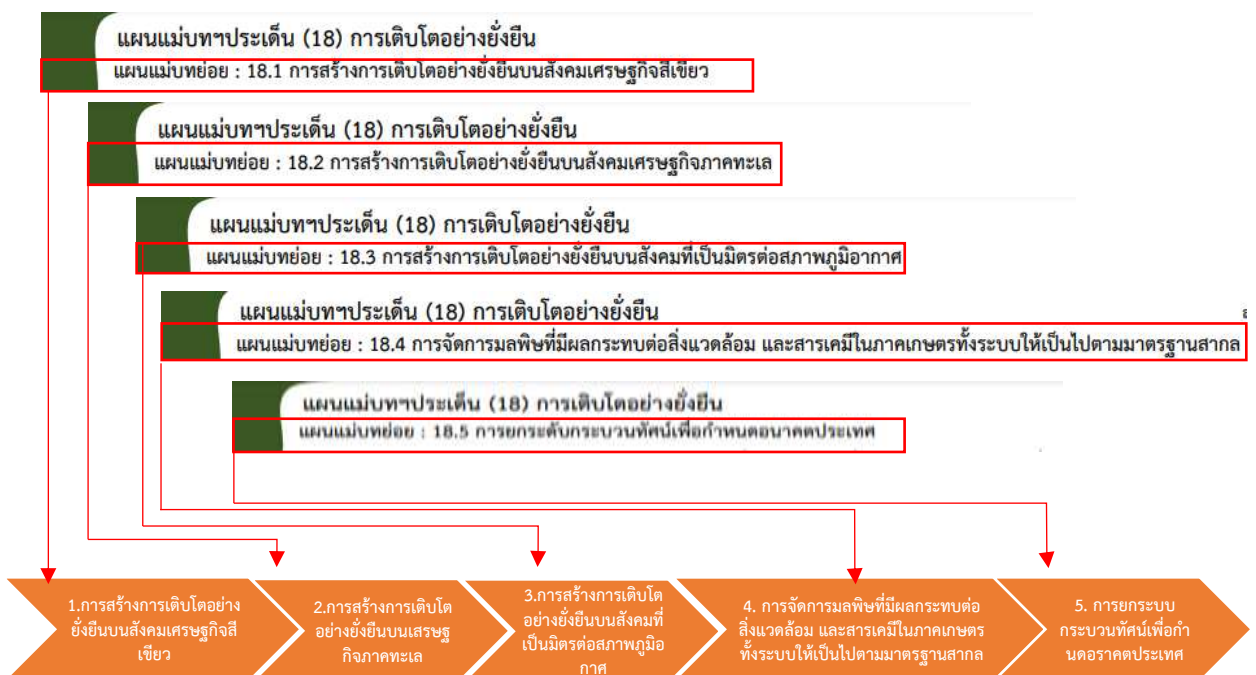 แผนแม่บทฯประเด็น (18) การเติบโตอย่างยั่งยืน
แผนแม่บทย่อย : 18.1 การสร้างการเติบโตอย่างยั่งยืนบนสังคมเศรษฐกิจสีเขียว
แผนแม่บทฯประเด็น (18) การเติบโตอย่างยั่งยืน
แผนแม่บทย่อย : 18.2 การสร้างการเติบโตอย่างยั่งยืนบนสังคมเศรษฐกิจภาคทะเล
แผนแม่บทฯประเด็น (18) การเติบโตอย่างยั่งยืน
แผนแม่บทย่อย : 18.3 การสร้างการเติบโตอย่างยั่งยืนบนสังคมที่เป็นมิตรต่อสภาพภูมิอากาศ
แผนแม่บทฯประเด็น (18) การเติบโตอย่างยั่งยืน
แผนแม่บทย่อย : 18.4 การจัดการมลพิษที่มีผลกระทบต่อสิ่งแวดล้อม และสารเคมีในภาคเกษตรทั้งระบบให้เป็นไปตามมาตรฐานสากล
แผนแม่บทฯประเด็น (18) การเติบโตอย่างยั่งยืน
แผนแม่บทย่อย : 18.5 การยกระดับกระบวนทัศน์เพื่อกำหนดอนาคตประเทศ
1.การสร้างการเติบโตอย่าง
ยั่งยืนบนสังคมเศรษฐกิจสี
เขียว
2.การสร้างการเติบโต
อย่างยั่งยืนบนเสรษฐ
กิจภาคทะเล
3.การสร้างการเติบโต
อย่างยั่งยืนบนสังคมที่
เป็นมิตรต่อสภาพภูมิอ
กาศ
4. การจัดการมลพิษที่มีผลกระทบต่อ
สิ่งแวดล้อม และสารเคมีในภาคเกษตร
ทั้งระบบให้เป็นไปตามมาตรฐานสากล
5. การยกระบบ
กระบวนทัศน์เพื่อกำ
นดอราคตประเทศ